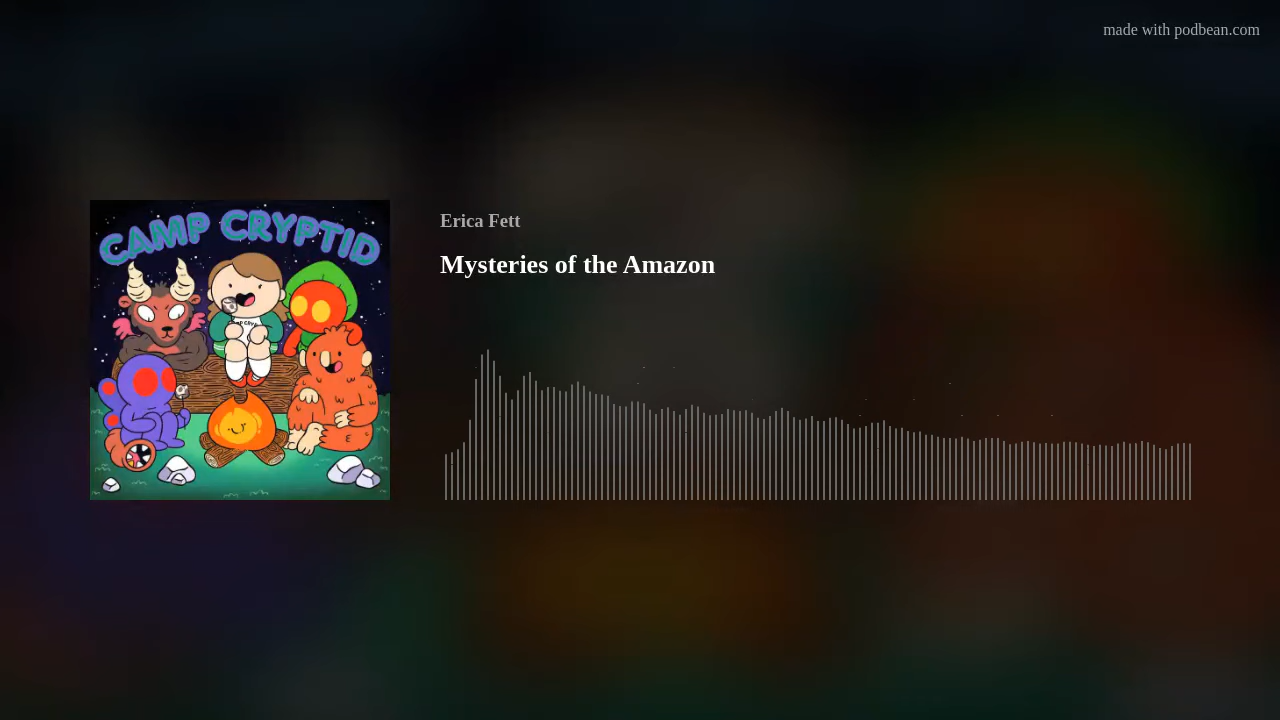 made with podbean.com
CAMP CRYPTID
Erica Fett
Mysteries of the Amazon